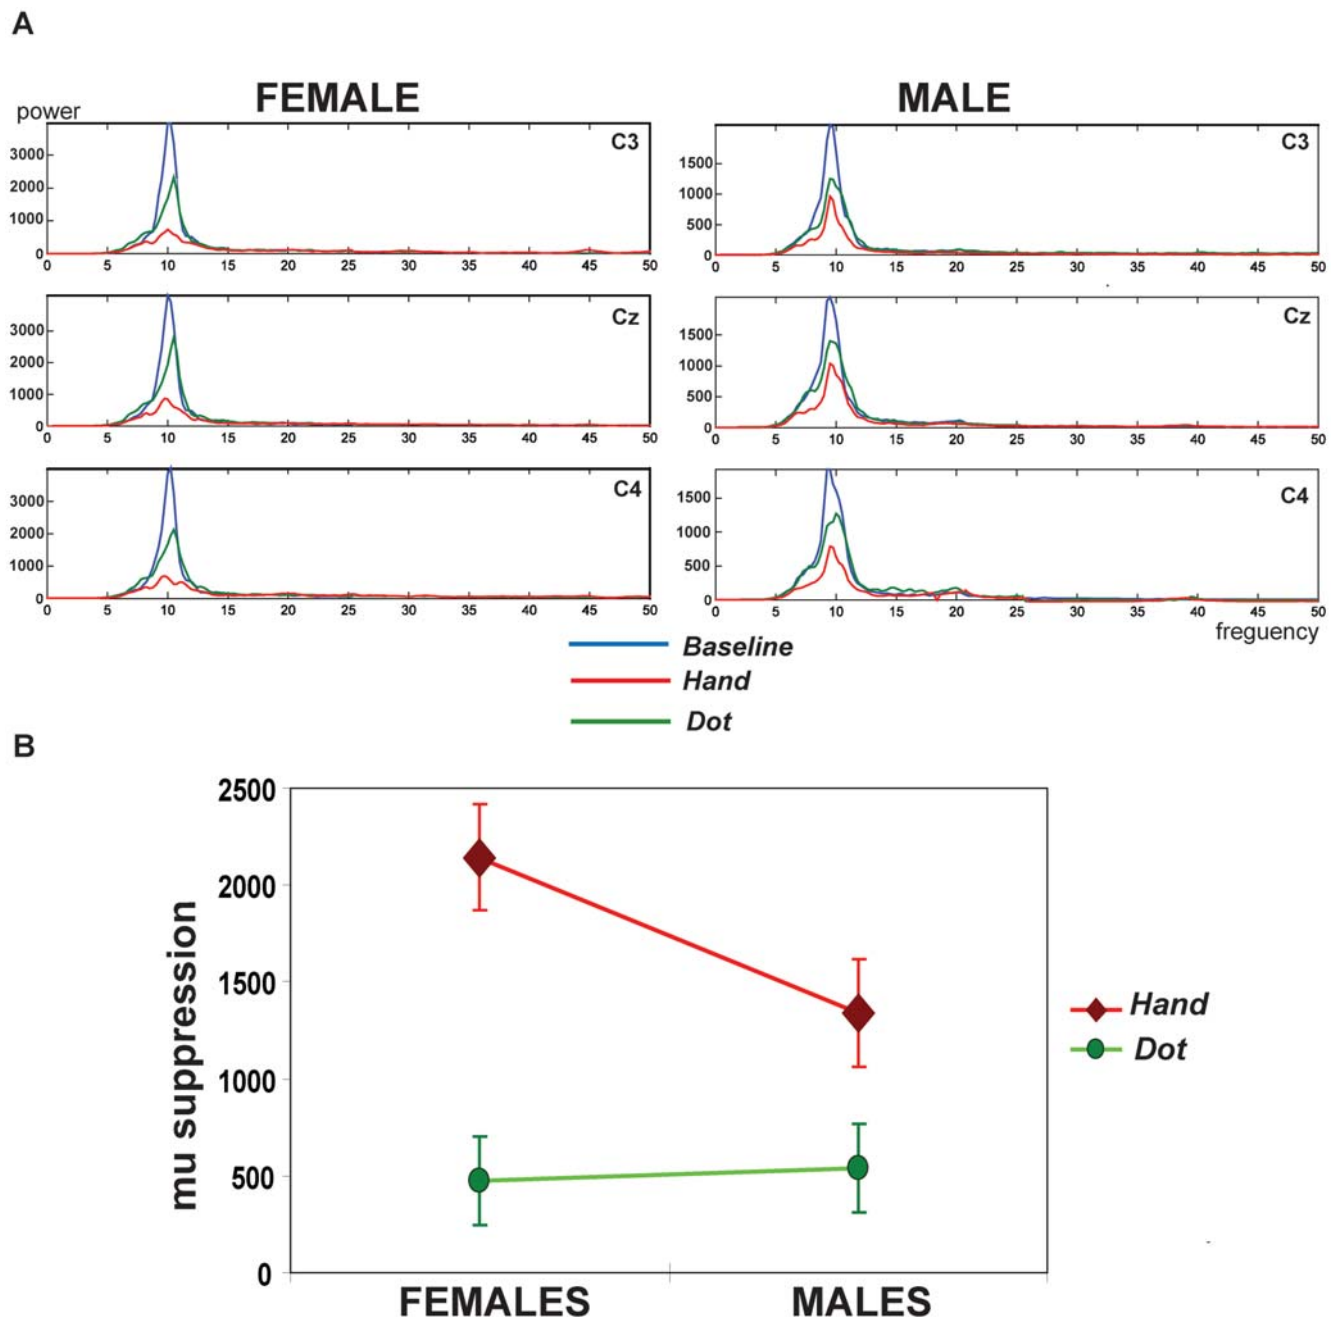 A
FEMALE MALE
power
C3 C3
3000 1500
2000 1000
1000 500
0 0
0 5 10 15 20 25 30 35 40 45 50 0 5 10 15 20 25 30 35 40 45 50
Cz Cz
3000 1500
2000 1000
1000 500
0 0
0 5 10 15 20 25 30 35 40 45 50 0 5 10 15 20 25 30 35 40 45 50
C4 C4
3000 1500
2000 1000
1000 500
0 0
0 5 10 15 20 25 30 35 40 45 50 0 5 10 15 20 25 30 35 40 45 50
freguency
Baseline
Hand
Dot
B
2500
2000
1500
1000
500
0
mu suppression
Hand
Dot
FEMALES MALES